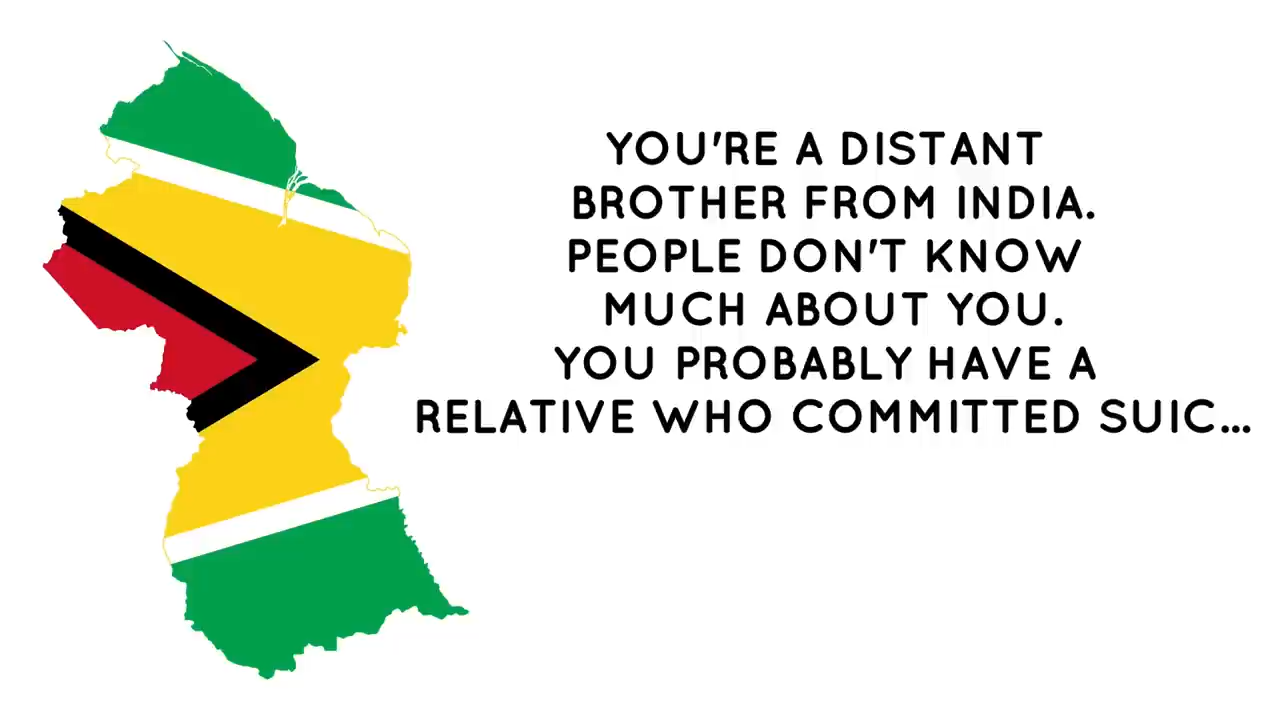 YOU'RE A DISTANT
BROTHER FROM INDIA.
PEOPLE DON'T KNOW
MUCH ABOUT YOU.
YOU PROBABLY HAVE A
RELATIVE WHO COMMITTED SUIC...